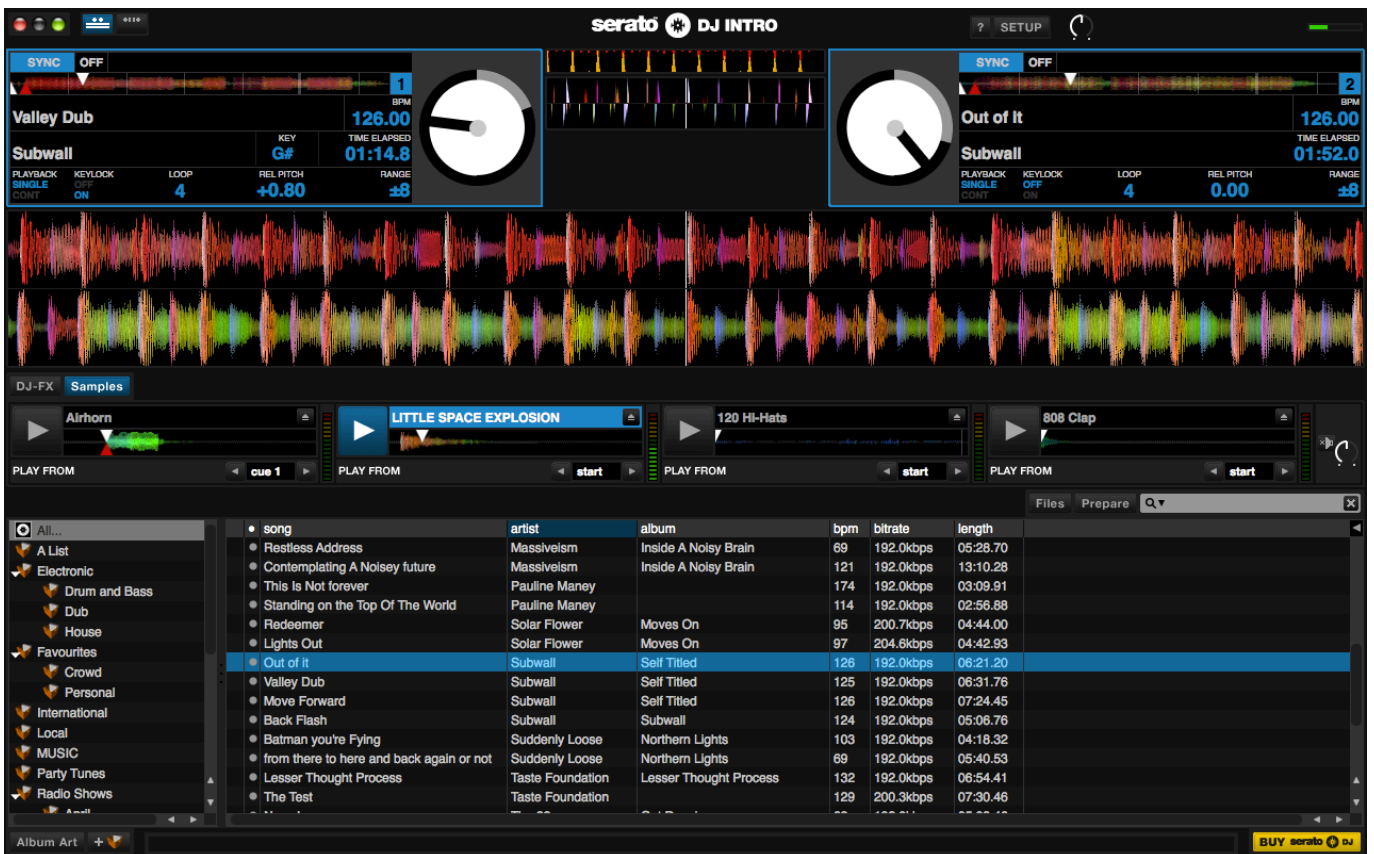 serato DJ INTRO
? SETUP
SYNC OFF
1
BPM
Valley Dub 126.00
KEY TIME ELAPSED
Subwall G# 01:14.8
PLAYBACK KEYLOCK LOOP REL PITCH RANGE
SINGLE OFF 4 +0.80 ±8
CONT ON
SYNC OFF
2
BPM
Out of It 126.00
TIME ELAPSED
Subwall 01:52.0
PLAYBACK KEYLOCK LOOP REL PITCH RANGE
SINGLE OFF 4 0.00 ±8
CONT ON
DJ-FX Samples
Airhorn
PLAY FROM cue 1
LITTLE SPACE EXPLOSION
PLAY FROM start
120 Hi-Hats
PLAY FROM start
808 Clap
PLAY FROM start
Files Prepare
All...
A List
Electronic
Drum and Bass
Dub
House
Favourites
Crowd
Personal
International
Local
MUSIC
Party Tunes
Radio Shows
April
song artist album bpm bitrate length
Restless Address Massiveism Inside A Noisy Brain 69 192.0kbps 05:28.70
Contemplating A Noisey future Massiveism Inside A Noisy Brain 121 192.0kbps 13:10.28
This Is Not forever Pauline Maney 174 192.0kbps 03:09.91
Standing on the Top Of The World Pauline Maney 114 192.0kbps 02:56.88
Redeemer Solar Flower Moves On 95 200.7kbps 04:44.00
Lights Out Solar Flower Moves On 97 204.6kbps 04:42.93
Out of it Subwall Self Titled 126 192.0kbps 06:21.20
Valley Dub Subwall Self Titled 125 192.0kbps 06:31.76
Move Forward Subwall Self Titled 126 192.0kbps 07:24.45
Back Flash Subwall Subwall 124 192.0kbps 05:06.76
Batman you're Fying Suddenly Loose Northern Lights 103 192.0kbps 04:18.32
from there to here and back again or not Suddenly Loose Northern Lights 69 192.0kbps 05:40.53
Lesser Thought Process Taste Foundation Lesser Thought Process 132 192.0kbps 06:54.41
The Test Taste Foundation 129 200.3kbps 07:30.46
Album Art +
BUY serato DJ